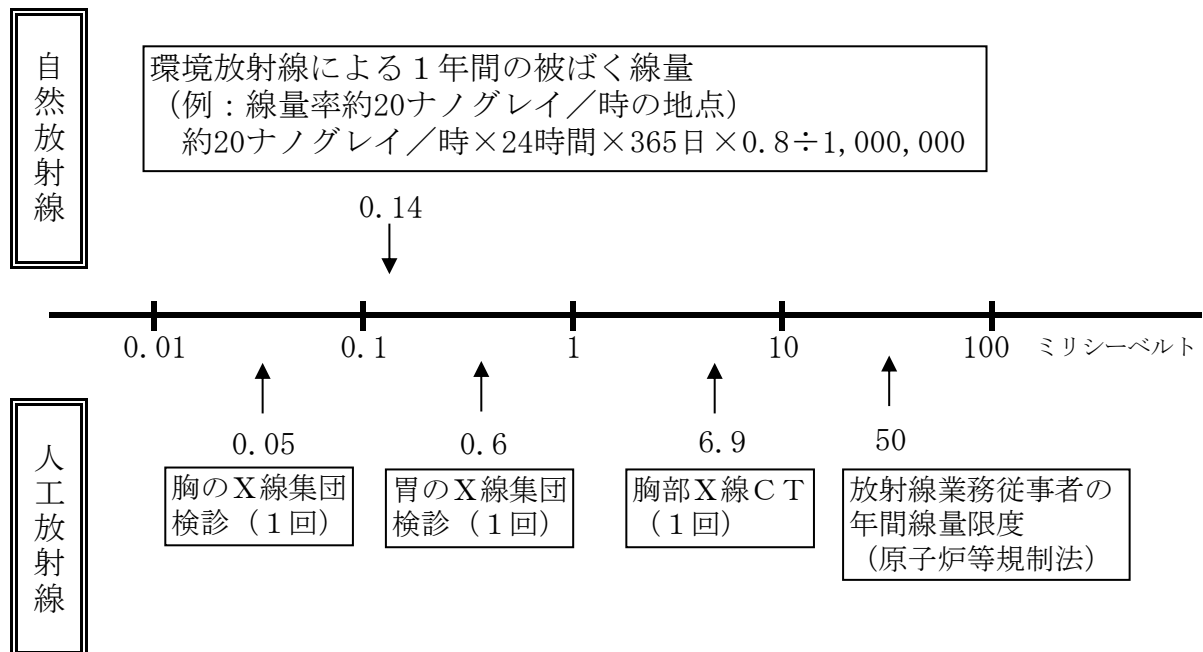 自然放射線
環境放射線による１年間の被ばく線量
（例：線量率約20ナノグレイ／時の地点）
約20ナノグレイ／時×24時間×365日×0.8÷1,000,000
0.14
0.01
0.1
1
10
100
ミリシーベルト
人工放射線
0.05
胸のＸ線集団
検診（１回）
0.6
胃のＸ線集団
検診（１回）
6.9
胸部Ｘ線ＣＴ
（１回）
50
放射線業務従事者の
年間線量限度
（原子炉等規制法）